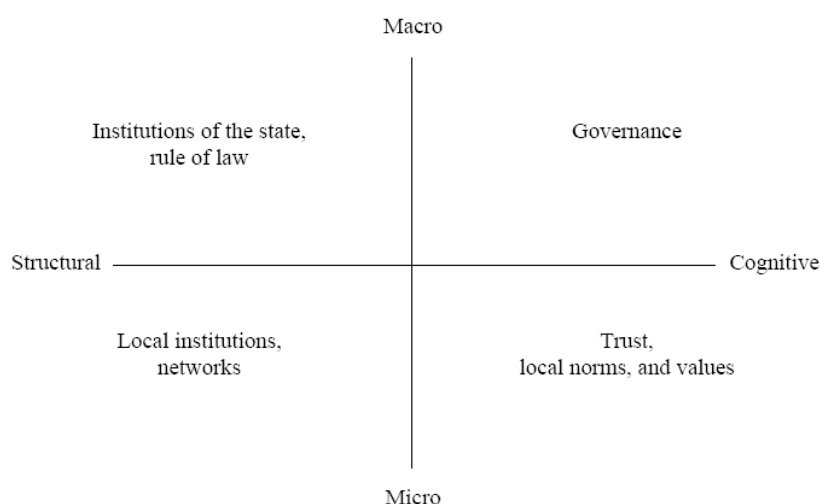 Macro
Institutions of the state,
rule of law
Governance
Structural
Cognitive
Local institutions,
networks
Trust,
local norms, and values
Micro